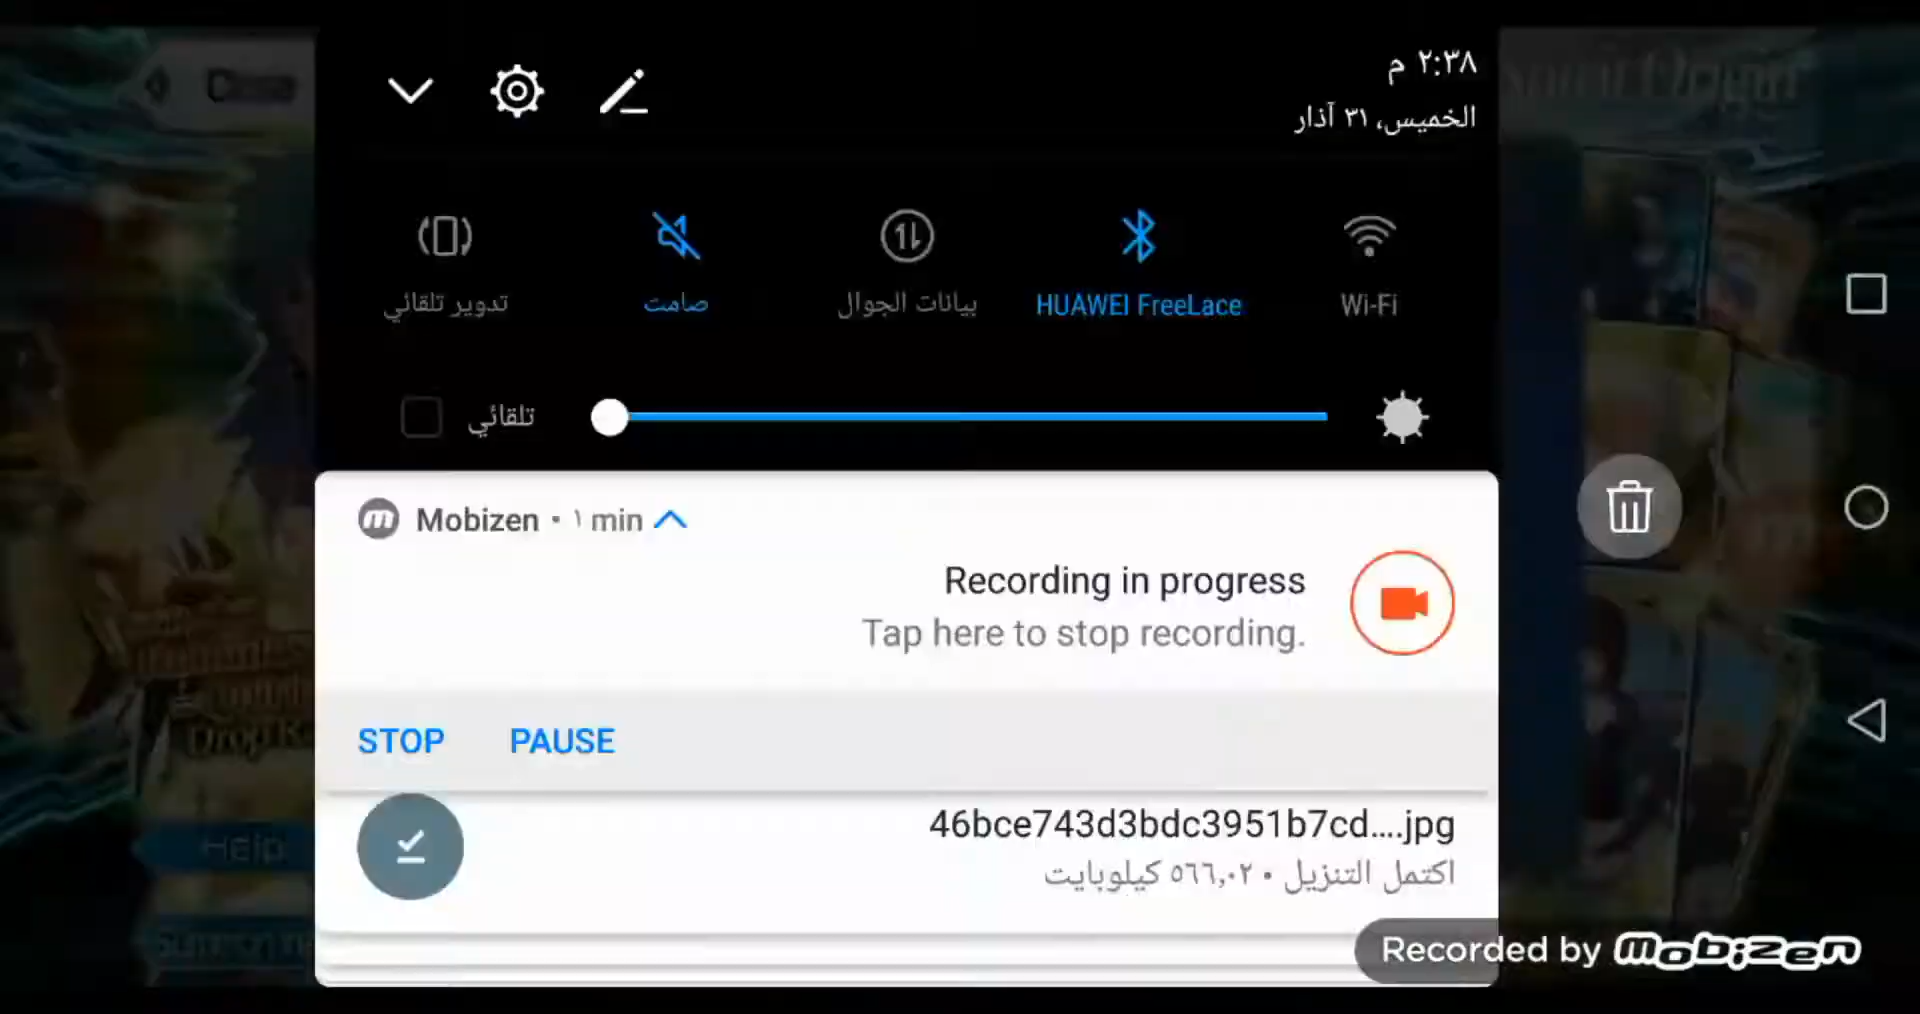 ٢:٣٨ م
الخميس، ٣١ آذار
Close
تدوير تلقائي
صامت
بيانات الجوال
HUAWEI FreeLace
Wi-Fi
تلقائي
Mobizen • ١ min
Recording in progress
Tap here to stop recording.
STOP PAUSE
46bce743d3bdc3951b7cd....jpg
اكتمل التنزيل • ٥٦٦,٠٢ كيلوبايت
Help
Recorded by mobizen